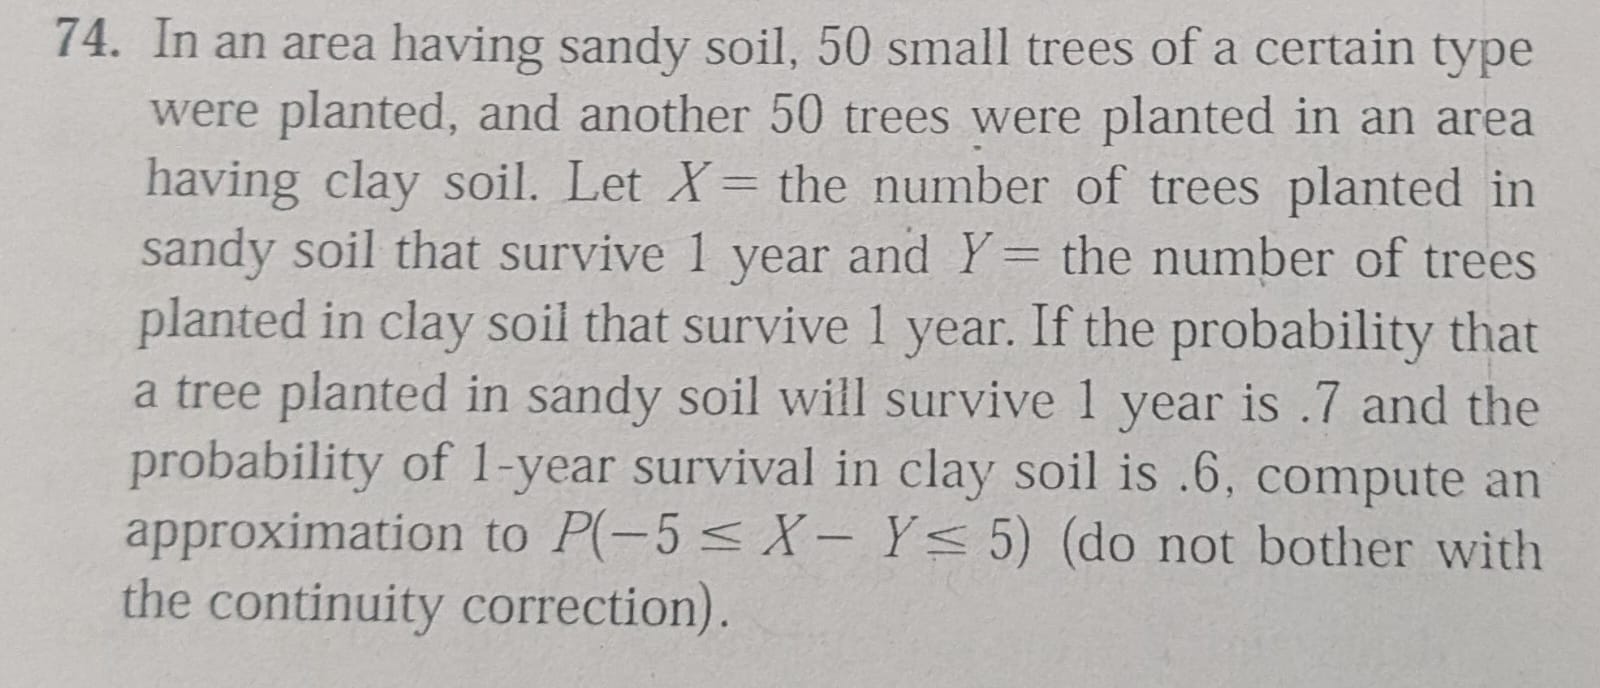 74. In an area having sandy soil, 50 small trees of a certain type
were planted, and another 50 trees were planted in an area
having clay soil. Let X = the number of trees planted in
sandy soil that survive 1 year and Y = the number of trees
planted in clay soil that survive 1 year. If the probability that
a tree planted in sandy soil will survive 1 year is .7 and the
probability of 1-year survival in clay soil is .6, compute an
approximation to P(−5 ≤ X − Y ≤ 5) (do not bother with
the continuity correction).